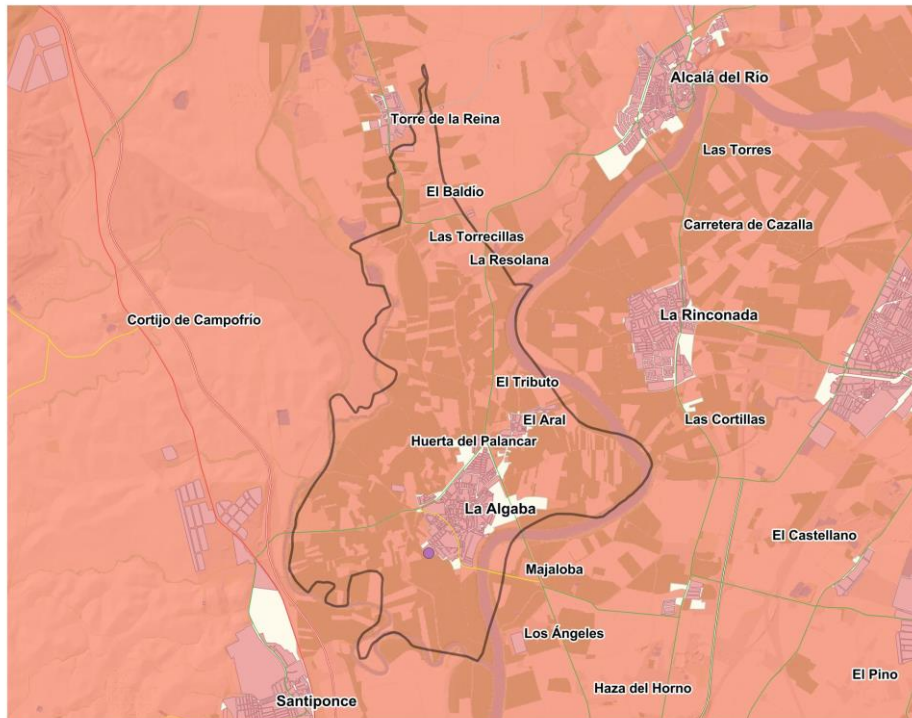 Alcalá del Río
Torre de la Reina
Las Torres
El Baldío
Carretera de Cazalla
Las Torrecillas
La Resolana
Cortijo de Campofrio
La Rinconada
El Tributo
El Aral
Las Cortillas
Huerta del Palancar
La Algaba
El Castellano
Majaloba
Los Ángeles
El Pino
Haza del Horno
Santiponce